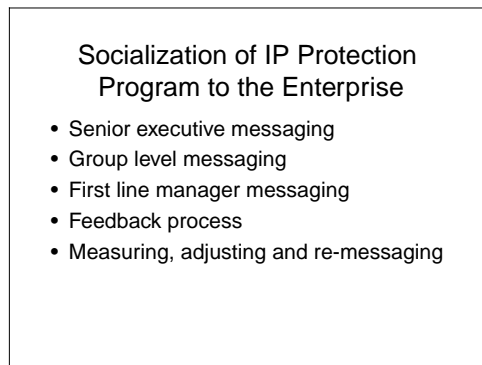 Socialization of IP Protection
Program to the Enterprise
• Senior executive messaging
• Group level messaging
• First line manager messaging
• Feedback process
• Measuring, adjusting and re-messaging